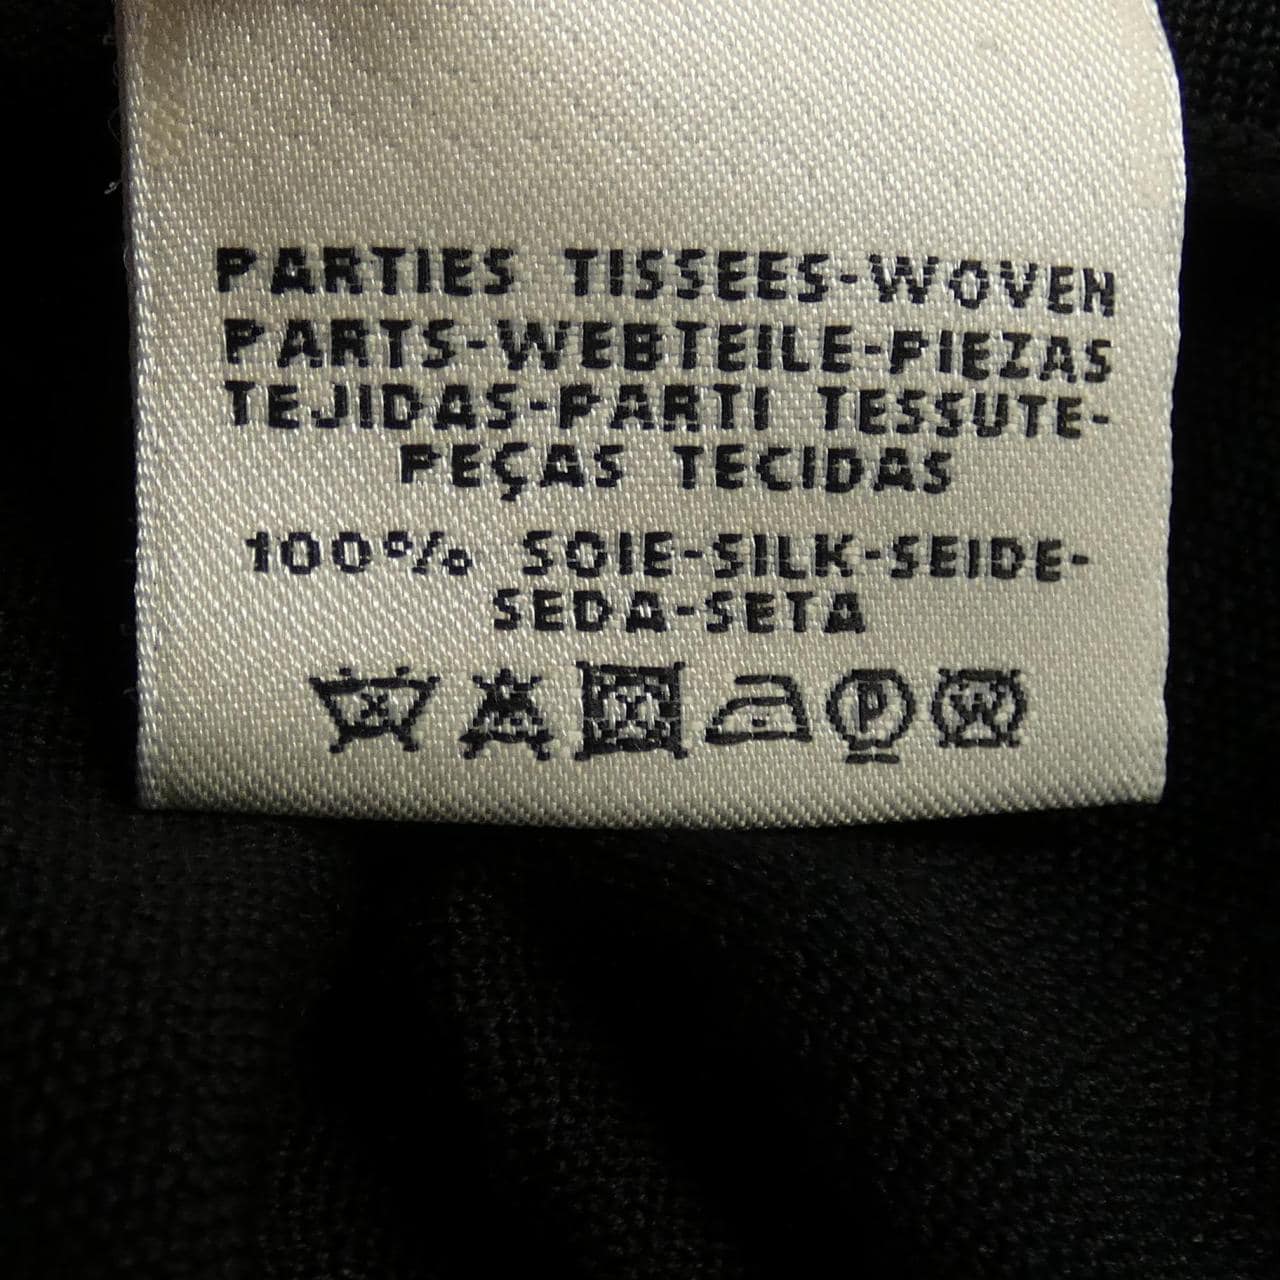 PARTIES TISSEES-WOVEN
PARTS-WEBTEILE-PIEZAS
TEJIDAS-PARTI TESSUTE-
PEÇAS TECIDAS
100% SOIE-SILK-SEIDE-
SEDA-SETA
P W